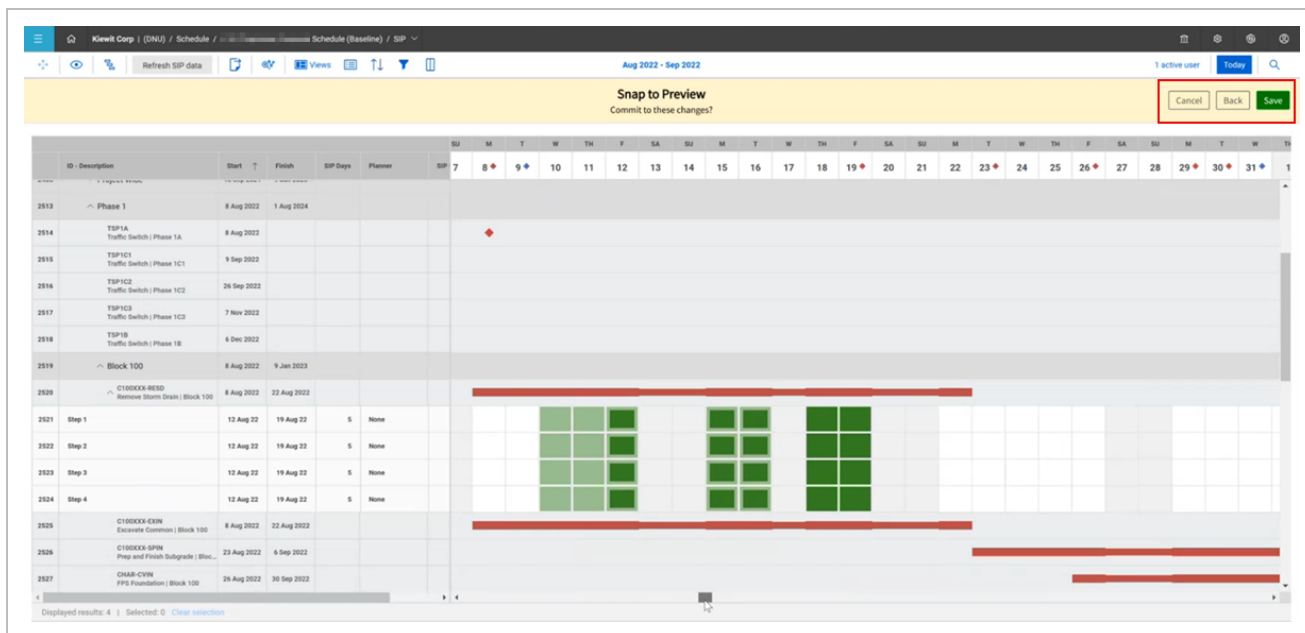 Kiewit Corp | (DNU) / Schedule / Schedule (Baseline) / SIP
Refresh SIP data Views Aug 2022 - Sep 2022 1 active user Today
Snap to Preview
Commit to these changes?
Cancel Back Save
SU M T W TH F SA SU M T W TH F SA SU M T W TH F SA SU M T W TH
ID - Description Start Finish SIP Days Planner SIP 7 8 9 10 11 12 13 14 15 16 17 18 19 20 21 22 23 24 25 26 27 28 29 30 31 1
2513 Phase 1 8 Aug 2022 1 Aug 2024
2514 TSP1A 8 Aug 2022
Traffic Switch | Phase 1A
2515 TSP1C1 9 Sep 2022
Traffic Switch | Phase 1C1
2516 TSP1C2 26 Sep 2022
Traffic Switch | Phase 1C2
2517 TSP1C3 7 Nov 2022
Traffic Switch | Phase 1C3
2518 TSP1B 6 Dec 2022
Traffic Switch | Phase 1B
2519 Block 100 8 Aug 2022 9 Jan 2023
2520 C100XXX-RESD 8 Aug 2022 22 Aug 2022
Remove Storm Drain | Block 100
2521 Step 1 12 Aug 22 19 Aug 22 5 None
2522 Step 2 12 Aug 22 19 Aug 22 5 None
2523 Step 3 12 Aug 22 19 Aug 22 5 None
2524 Step 4 12 Aug 22 19 Aug 22 5 None
2525 C100XXX-EXIN 8 Aug 2022 22 Aug 2022
Excavate Common | Block 100
2526 C100XXX-SPIN 23 Aug 2022 6 Sep 2022
Prep and Finish Subgrade | Bloc...
2527 CHAR-CVIN 26 Aug 2022 30 Sep 2022
FPS Foundation | Block 100
Displayed results: 4 | Selected: 0 Clear selection